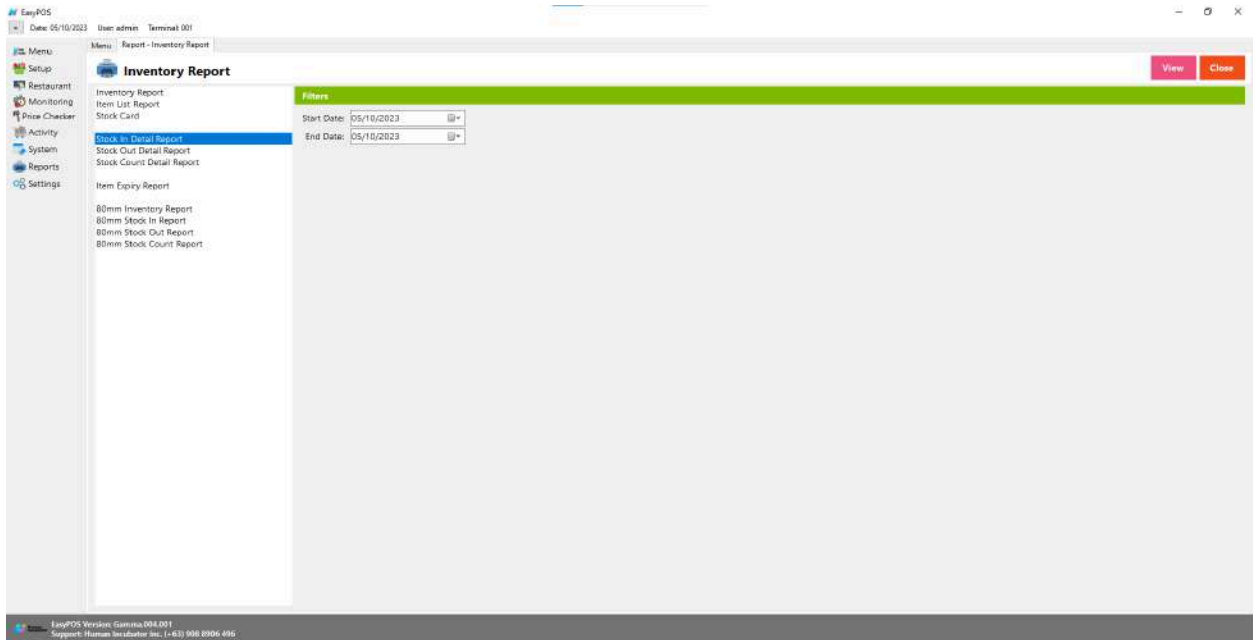 EasyPOS
Date: 05/10/2023 User: admin Terminal: 001
Menu
Setup
Restaurant
Monitoring
Price Checker
Activity
System
Reports
Settings
Menu Report - Inventory Report
Inventory Report
View Close
Inventory Report
Item List Report
Stock Card
Stock In Detail Report
Stock Out Detail Report
Stock Count Detail Report
Item Expiry Report
80mm Inventory Report
80mm Stock In Report
80mm Stock Out Report
80mm Stock Count Report
Filters
Start Date: 05/10/2023
End Date: 05/10/2023
EasyPOS Version: Gamma.004.001
Support: Human Incubator Inc. (+63) 908 8906 496